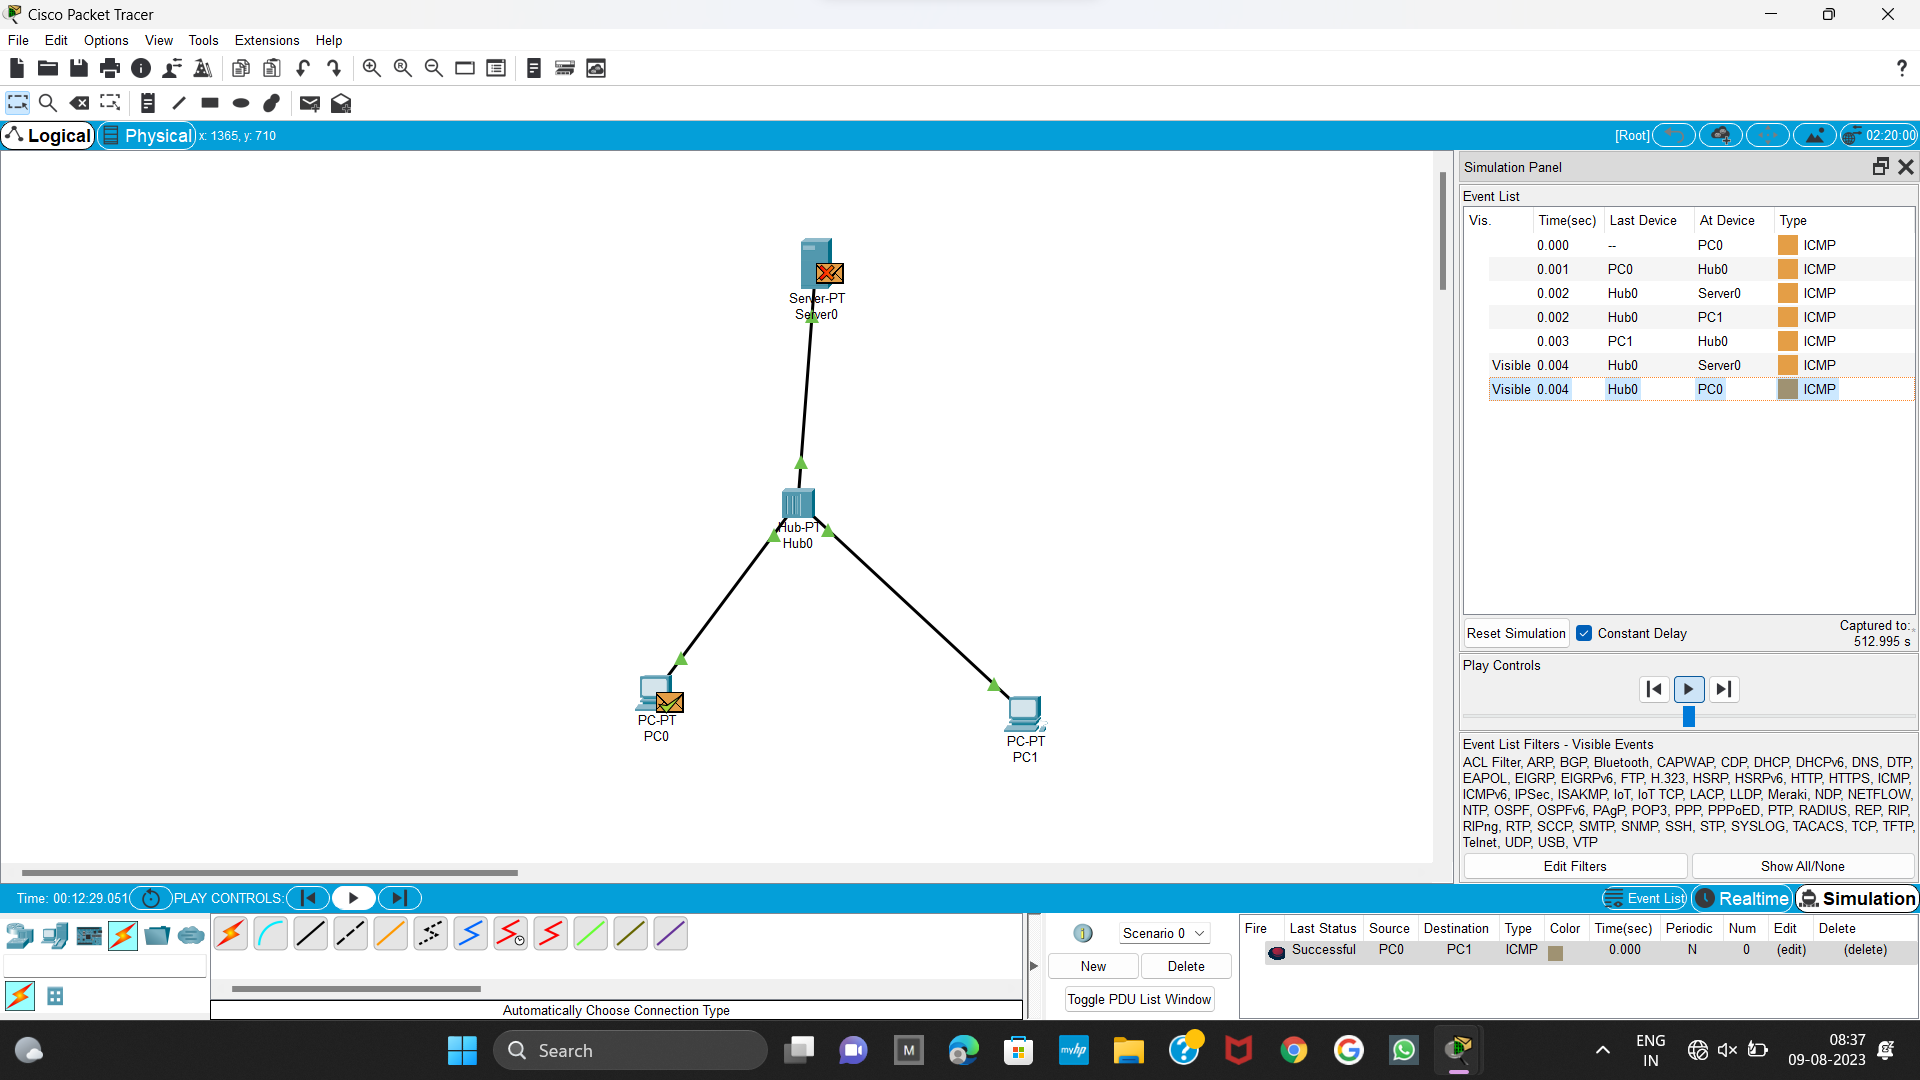 Cisco Packet Tracer
File Edit Options View Tools Extensions Help
?
Logical Physical x: 1365, y: 710 [Root] 02:20:00
Simulation Panel
Event List
Vis. Time(sec) Last Device At Device Type
0.000 -- PC0 ICMP
0.001 PC0 Hub0 ICMP
0.002 Hub0 Server0 ICMP
0.002 Hub0 PC1 ICMP
0.003 PC1 Hub0 ICMP
Visible 0.004 Hub0 Server0 ICMP
Visible 0.004 Hub0 PC0 ICMP
Server-PT
Server0
Hub-PT
Hub0
PC-PT
PC0
PC-PT
PC1
Reset Simulation Constant Delay Captured to:
512.995 s
Play Controls
Event List Filters - Visible Events
ACL Filter, ARP, BGP, Bluetooth, CAPWAP, CDP, DHCP, DHCPv6, DNS, DTP,
EAPOL, EIGRP, EIGRPv6, FTP, H.323, HSRP, HSRPv6, HTTP, HTTPS, ICMP,
ICMPv6, IPSec, ISAKMP, IoT, IoT TCP, LACP, LLDP, Meraki, NDP, NETFLOW,
NTP, OSPF, OSPFv6, PAgP, POP3, PPP, PPPoED, PTP, RADIUS, REP, RIP,
RIPng, RTP, SCCP, SMTP, SNMP, SSH, STP, SYSLOG, TACACS, TCP, TFTP,
Telnet, UDP, USB, VTP
Edit Filters Show All/None
Time: 00:12:29.051 PLAY CONTROLS: Event List Realtime Simulation
Automatically Choose Connection Type
1 Scenario 0
New Delete
Toggle PDU List Window
Fire Last Status Source Destination Type Color Time(sec) Periodic Num Edit Delete
Successful PC0 PC1 ICMP 0.000 N 0 (edit) (delete)
Search
M
myhp
ENG
IN
08:37
09-08-2023